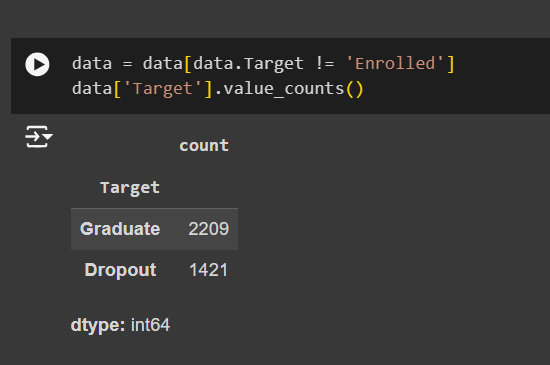 data = data[data.Target != 'Enrolled']
data['Target'].value_counts()
count
Target
Graduate 2209
Dropout 1421
dtype: int64